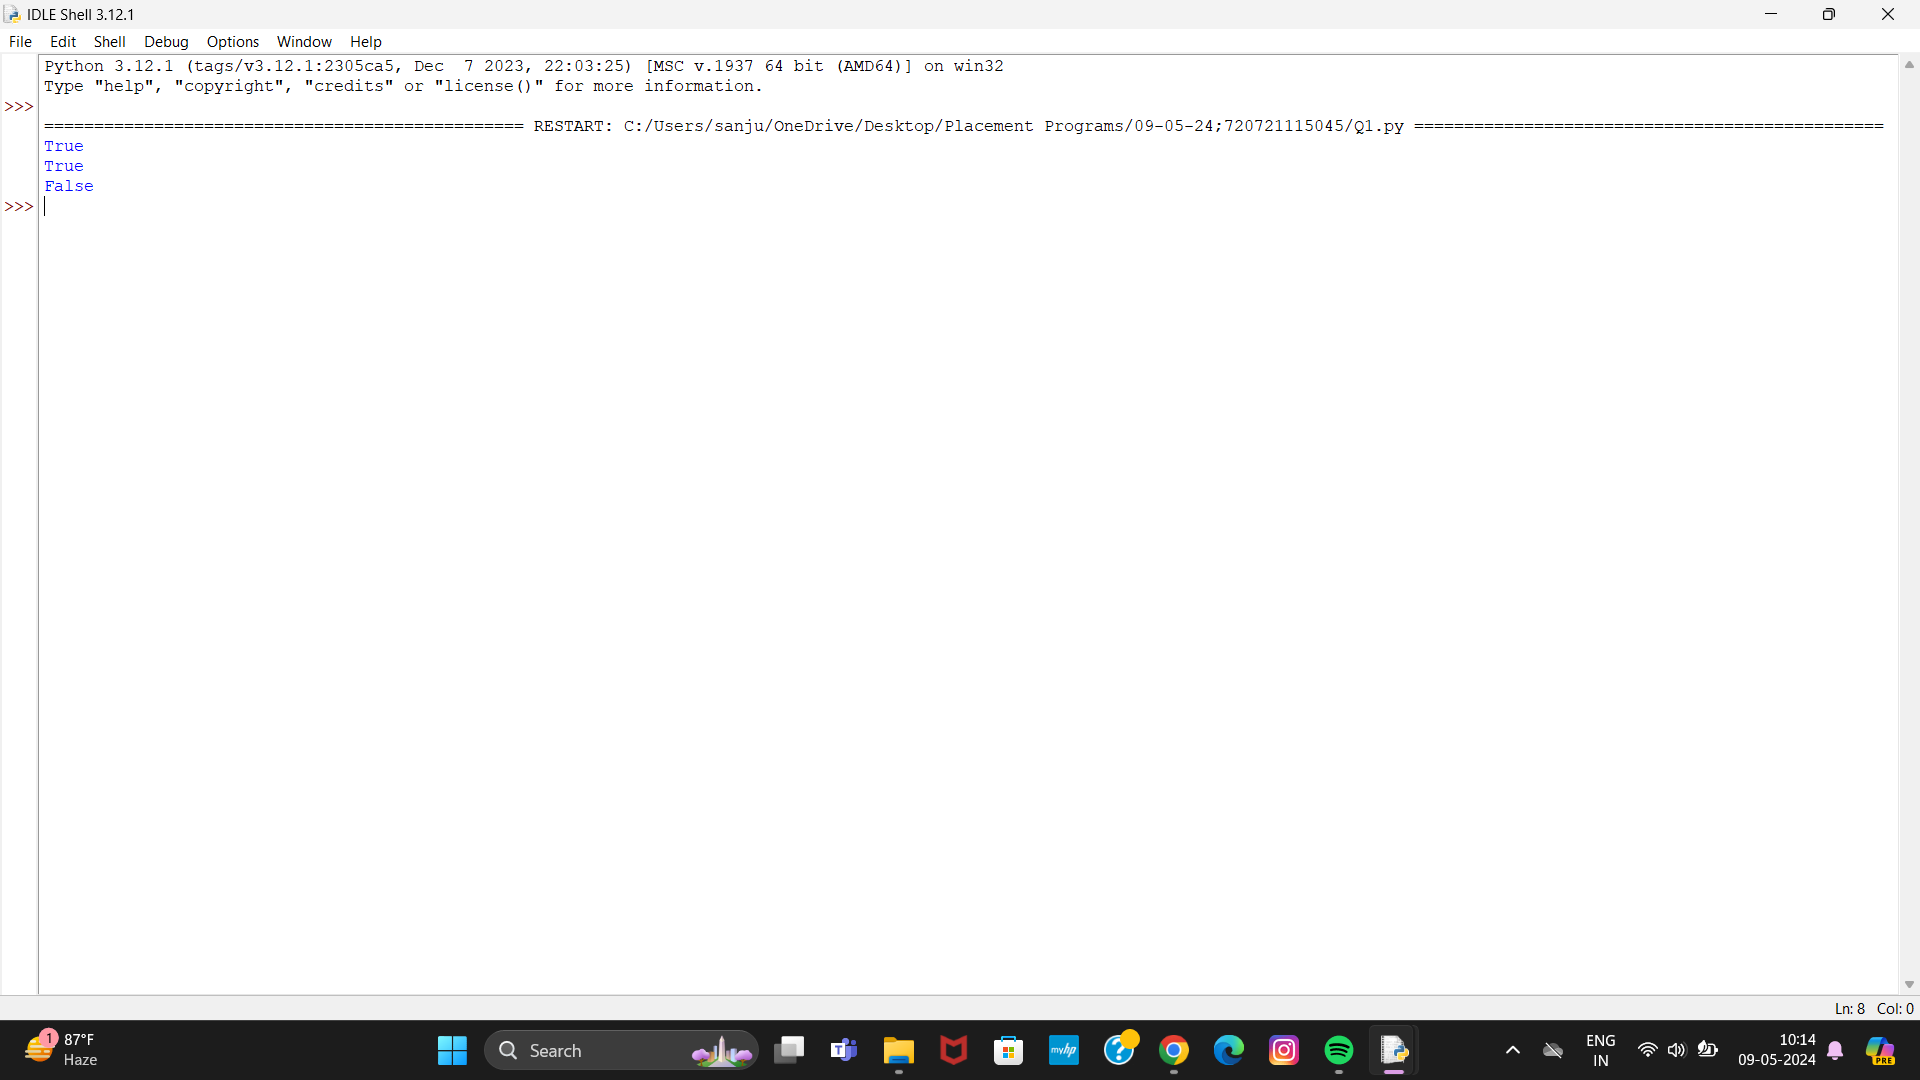 IDLE Shell 3.12.1
File Edit Shell Debug Options Window Help
Python 3.12.1 (tags/v3.12.1:2305ca5, Dec  7 2023, 22:03:25) [MSC v.1937 64 bit (AMD64)] on win32
Type "help", "copyright", "credits" or "license()" for more information.
>>>
================================================ RESTART: C:/Users/sanju/OneDrive/Desktop/Placement Programs/09-05-24;720721115045/Q1.py ===============================================
True
True
False
>>>
Ln: 8 Col: 0
1 87°F
Haze
Search
T
myhp
?
ENG
IN
10:14
09-05-2024
PRE